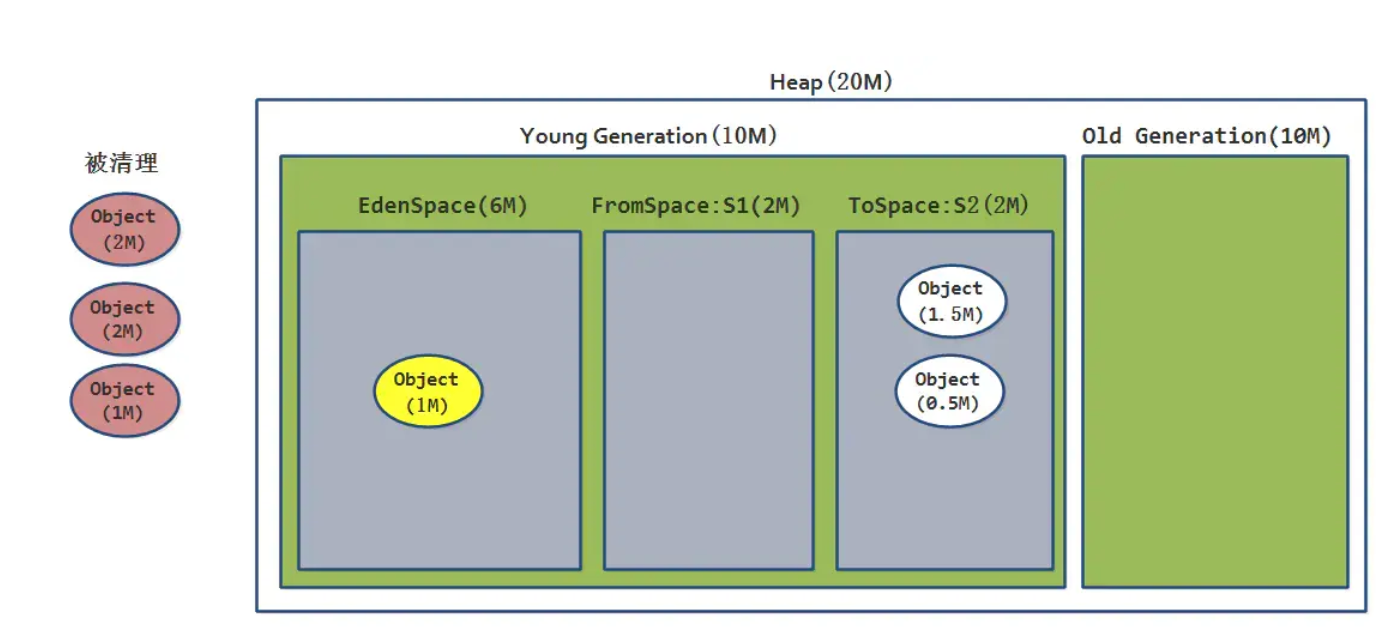 Heap(20M)
Young Generation(10M)
Old Generation(10M)
被清理
Object
(2M)
Object
(2M)
Object
(1M)
EdenSpace(6M)
FromSpace:S1(2M)
ToSpace:S2(2M)
Object
(1M)
Object
(1.5M)
Object
(0.5M)